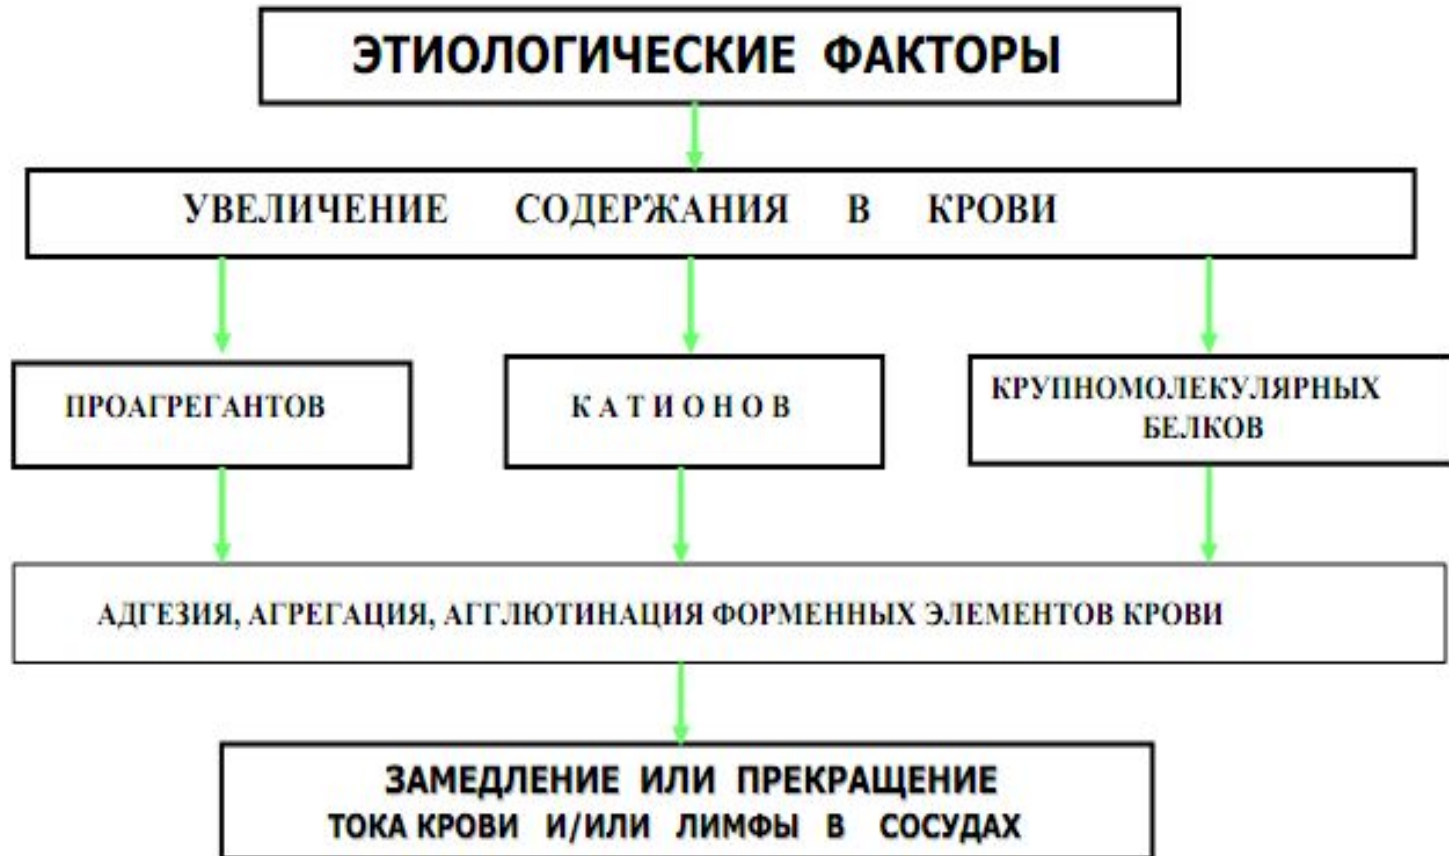 ЭТИОЛОГИЧЕСКИЕ ФАКТОРЫ
УВЕЛИЧЕНИЕ СОДЕРЖАНИЯ В КРОВИ
ПРОАГРЕГАНТОВ
КАТИОНОВ
КРУПНОМОЛЕКУЛЯРНЫХ
БЕЛКОВ
АДГЕЗИЯ, АГРЕГАЦИЯ, АГГЛЮТИНАЦИЯ ФОРМЕННЫХ ЭЛЕМЕНТОВ КРОВИ
ЗАМЕДЛЕНИЕ ИЛИ ПРЕКРАЩЕНИЕ
ТОКА КРОВИ И/ИЛИ ЛИМФЫ В СОСУДАХ